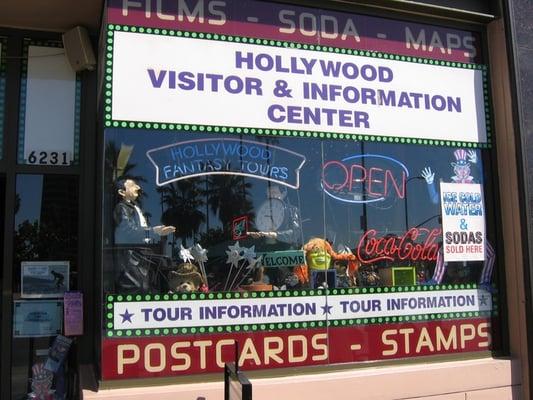 FILMS - SODA - MAPS
HOLLYWOOD
VISITOR & INFORMATION
CENTER
6231
HOLLYWOOD
FANTASY TOURS
OPEN
ICE COLD
WATER
&
SODAS
SOLD HERE
Coca-Cola
WELCOME
★ TOUR INFORMATION ★ TOUR INFORMATION ★
POSTCARDS - STAMPS